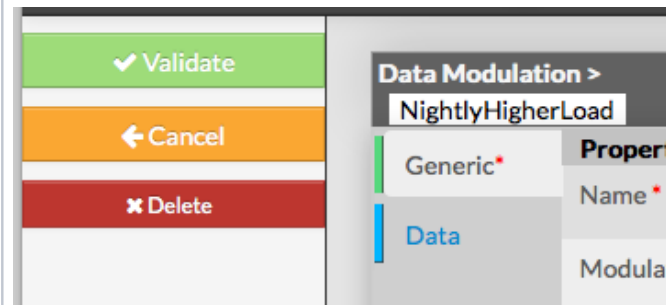 Validate
Cancel
Delete
Data Modulation >
NightlyHigherLoad
Generic*
Data
Name *